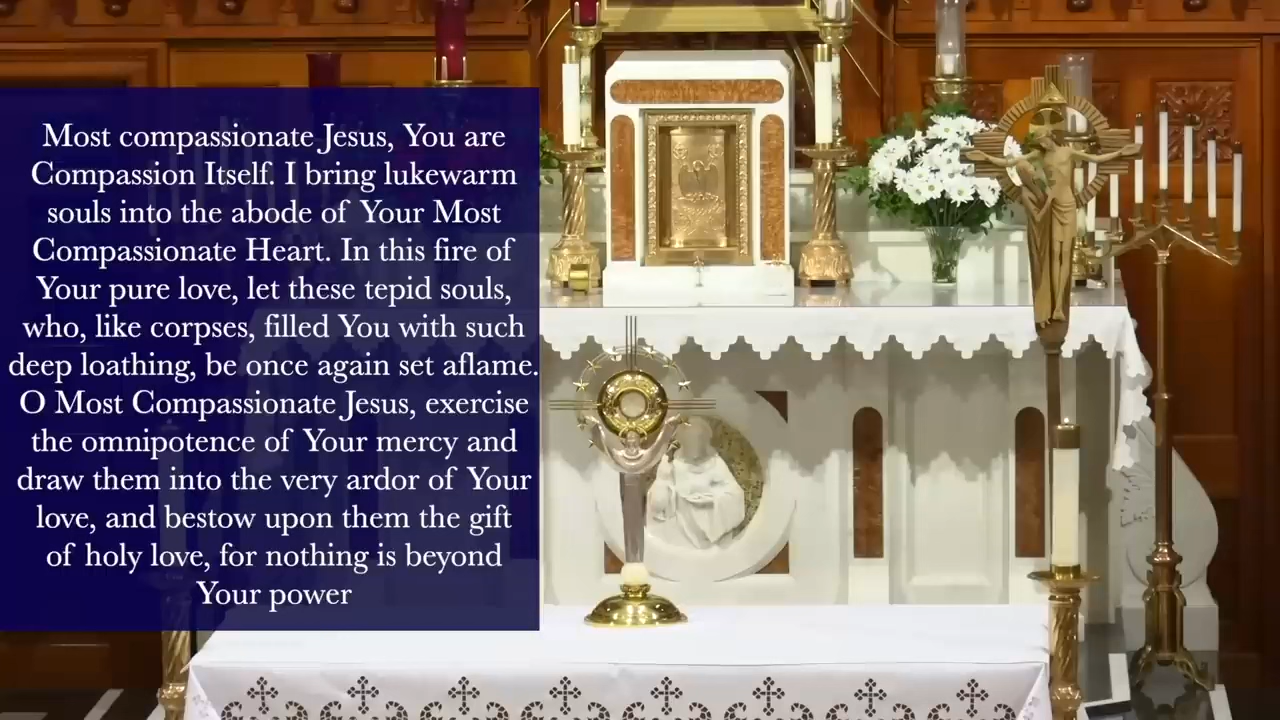 Most compassionate Jesus, You are
Compassion Itself. I bring lukewarm
souls into the abode of Your Most
Compassionate Heart. In this fire of
Your pure love, let these tepid souls,
who, like corpses, filled You with such
deep loathing, be once again set aflame.
O Most Compassionate Jesus, exercise
the omnipotence of Your mercy and
draw them into the very ardor of Your
love, and bestow upon them the gift
of holy love, for nothing is beyond
Your power